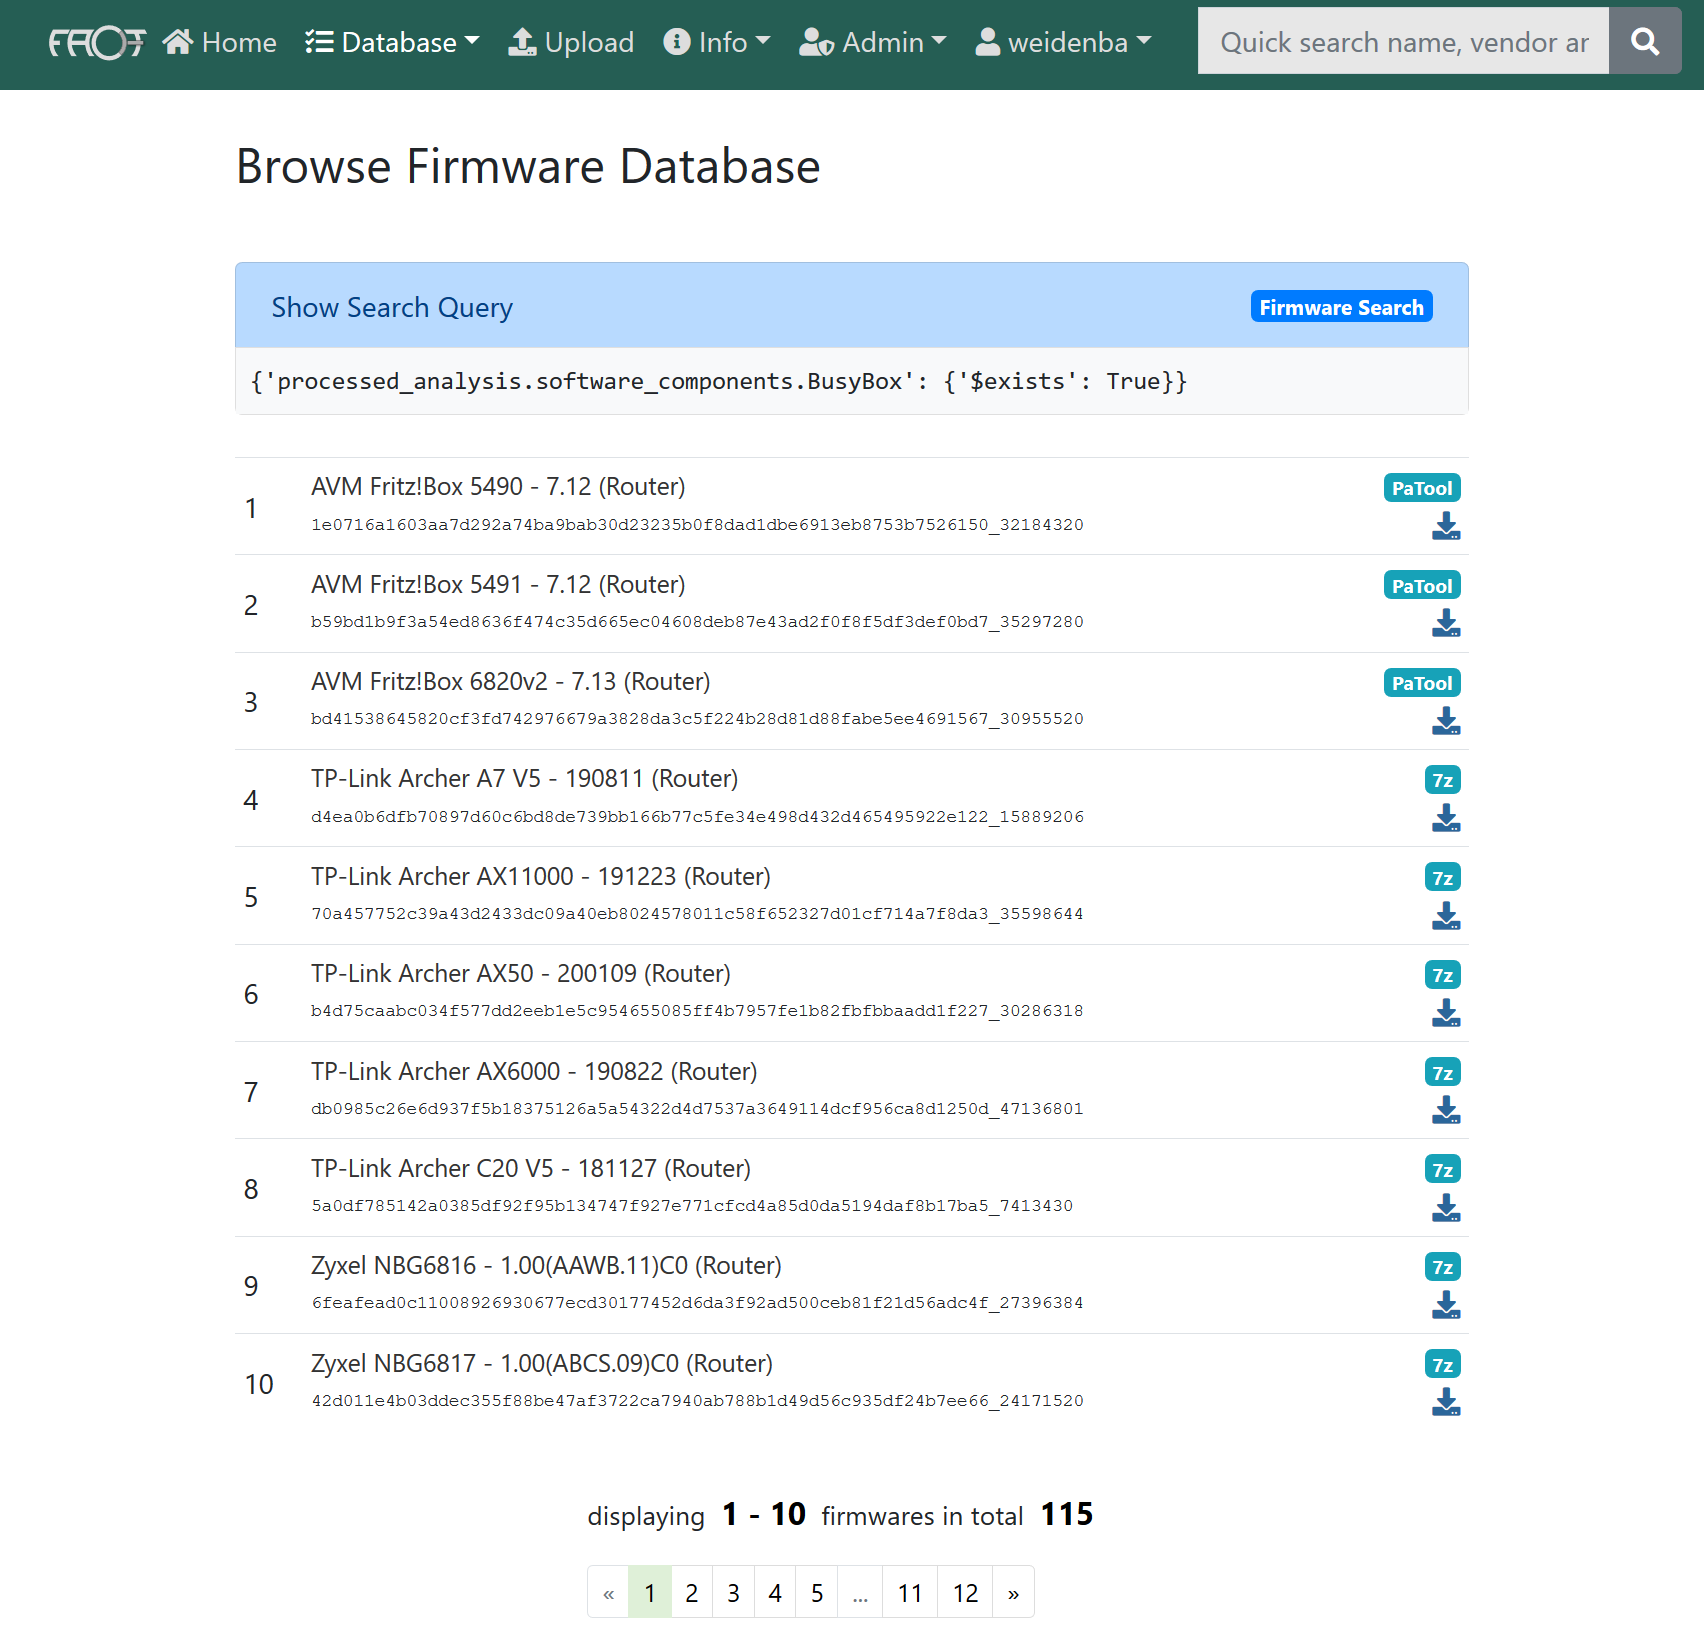 FACT Home Database Upload Info Admin weidenba Quick search name, vendor ar
Browse Firmware Database
Show Search Query Firmware Search
{'processed_analysis.software_components.BusyBox': {'$exists': True}}
1 AVM Fritz!Box 5490 - 7.12 (Router) PaTool
1e0716a1603aa7d292a74ba9bab30d23235b0f8dad1dbe6913eb8753b7526150_32184320
2 AVM Fritz!Box 5491 - 7.12 (Router) PaTool
b59bd1b9f3a54ed8636f474c35d665ec04608deb87e43ad2f0f8f5df3def0bd7_35297280
3 AVM Fritz!Box 6820v2 - 7.13 (Router) PaTool
bd41538645820cf3fd742976679a3828da3c5f224b28d81d88fabe5ee4691567_30955520
4 TP-Link Archer A7 V5 - 190811 (Router) 7z
d4ea0b6dfb70897d60c6bd8de739bb166b77c5fe34e498d432d465495922e122_15889206
5 TP-Link Archer AX11000 - 191223 (Router) 7z
70a457752c39a43d2433dc09a40eb8024578011c58f652327d01cf714a7f8da3_35598644
6 TP-Link Archer AX50 - 200109 (Router) 7z
b4d75caabc034f577dd2eeb1e5c954655085ff4b7957fe1b82fbfbbaadd1f227_30286318
7 TP-Link Archer AX6000 - 190822 (Router) 7z
db0985c26e6d937f5b18375126a5a54322d4d7537a3649114dcf956ca8d1250d_47136801
8 TP-Link Archer C20 V5 - 181127 (Router) 7z
5a0df785142a0385df92f95b134747f927e771cfcd4a85d0da5194daf8b17ba5_7413430
9 Zyxel NBG6816 - 1.00(AAWB.11)C0 (Router) 7z
6feafead0c11008926930677ecd30177452d6da3f92ad500ceb81f21d56adc4f_27396384
10 Zyxel NBG6817 - 1.00(ABCS.09)C0 (Router) 7z
42d011e4b03ddec355f88be47af3722ca7940ab788b1d49d56c935df24b7ee66_24171520
displaying 1 - 10 firmwares in total 115
« 1 2 3 4 5 ... 11 12 »